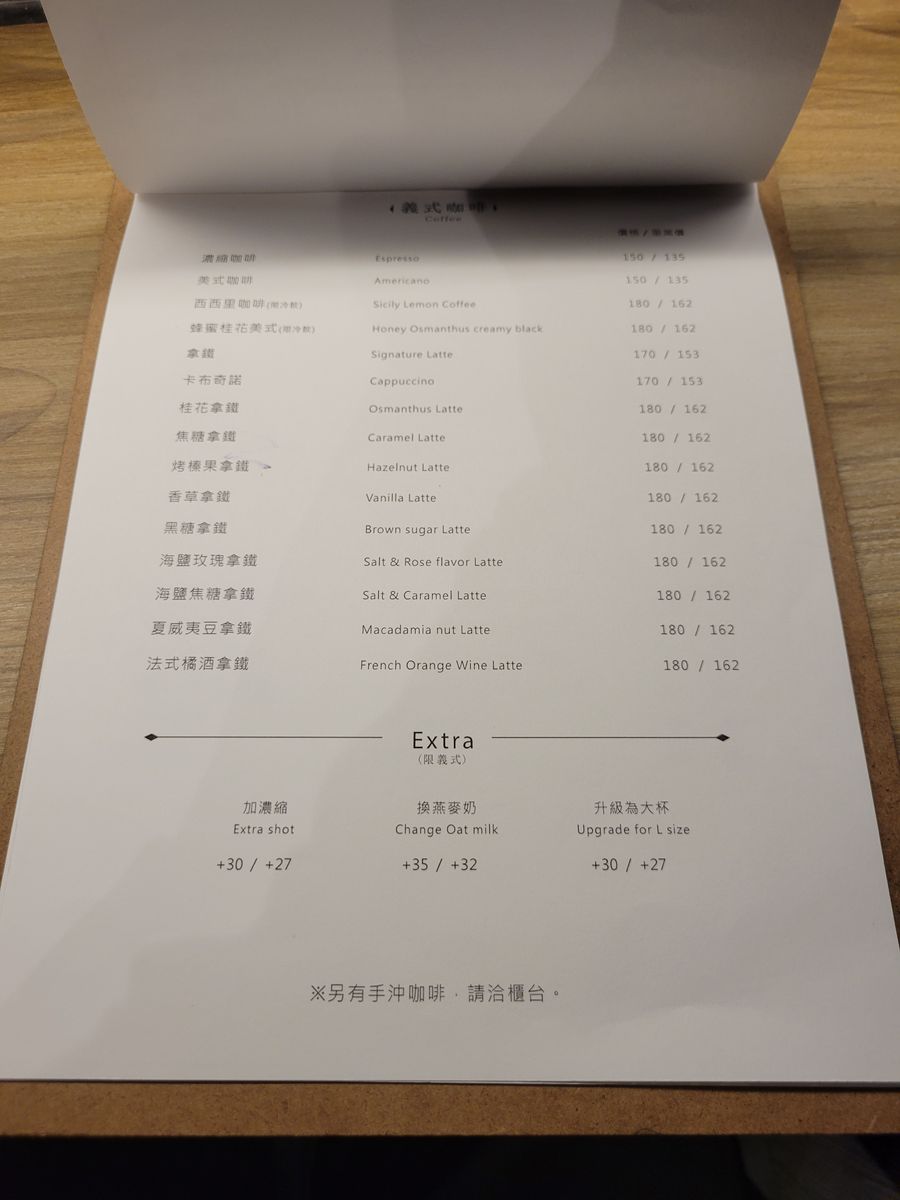 義式咖啡
Coffee
價格 /
濃縮咖啡 Espresso 150 / 135
美式咖啡 Americano 150 / 135
西西里咖啡(限冷飲) Sicily Lemon Coffee 180 / 162
蜂蜜桂花美式(限冷飲) Honey Osmanthus creamy black 180 / 162
拿鐵 Signature Latte 170 / 153
卡布奇諾 Cappuccino 170 / 153
桂花拿鐵 Osmanthus Latte 180 / 162
焦糖拿鐵 Caramel Latte 180 / 162
烤榛果拿鐵 Hazelnut Latte 180 / 162
香草拿鐵 Vanilla Latte 180 / 162
黑糖拿鐵 Brown sugar Latte 180 / 162
海鹽玫瑰拿鐵 Salt & Rose flavor Latte 180 / 162
海鹽焦糖拿鐵 Salt & Caramel Latte 180 / 162
夏威夷豆拿鐵 Macadamia nut Latte 180 / 162
法式橘酒拿鐵 French Orange Wine Latte 180 / 162
Extra
(限義式)
加濃縮 換燕麥奶 升級為大杯
Extra shot Change Oat milk Upgrade for L size
+30 / +27 +35 / +32 +30 / +27
※另有手沖咖啡，請洽櫃台。